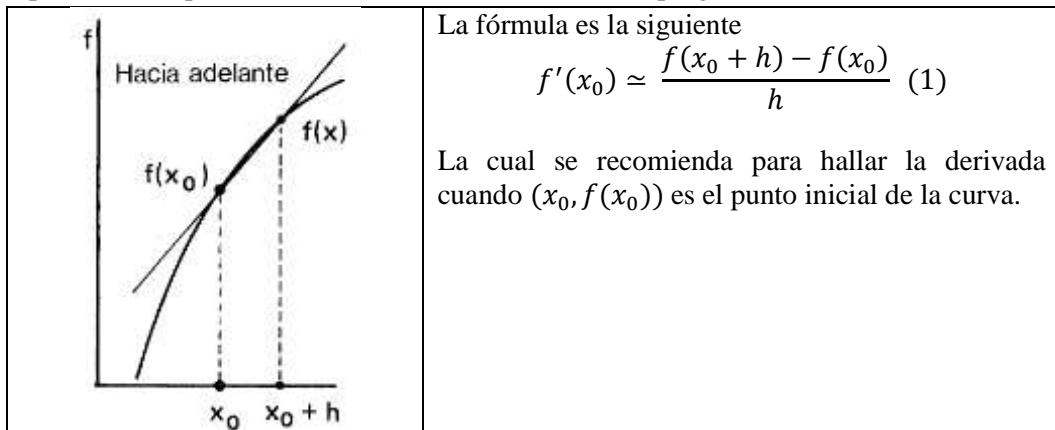 f
Hacia adelante
f(x)
f(x₀)
x₀ x₀ + h
La fórmula es la siguiente
f′(x₀) ≃ f(x₀ + h) − f(x₀) / h (1)
La cual se recomienda para hallar la derivada
cuando (x₀, f(x₀)) es el punto inicial de la curva.